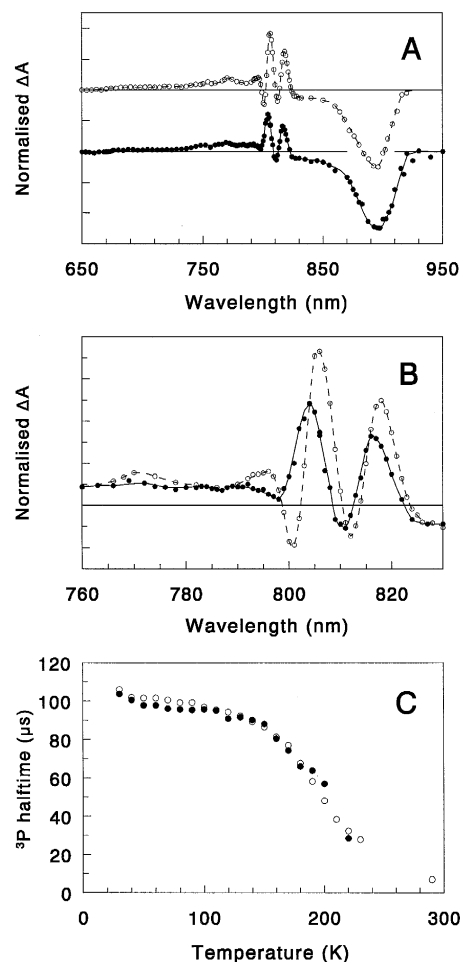 A
Normalised ΔA
650 750 850 950
Wavelength (nm)
B
Normalised ΔA
760 780 800 820
Wavelength (nm)
C
³P halftime (μs)
120
100
80
60
40
20
0
0 100 200 300
Temperature (K)